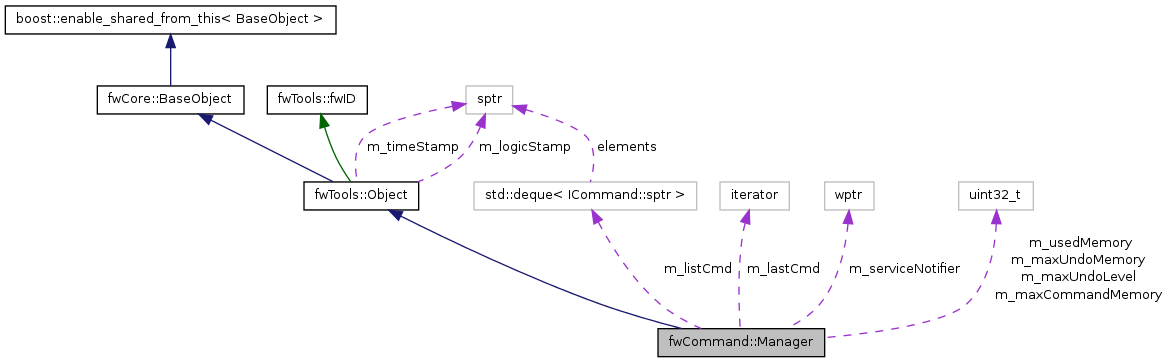 boost::enable_shared_from_this< BaseObject >
fwCore::BaseObject
fwTools::fwID
sptr
m_timeStamp
m_logicStamp
elements
fwTools::Object
std::deque< ICommand::sptr >
iterator
wptr
uint32_t
m_listCmd
m_lastCmd
m_serviceNotifier
m_usedMemory
m_maxUndoMemory
m_maxUndoLevel
m_maxCommandMemory
fwCommand::Manager